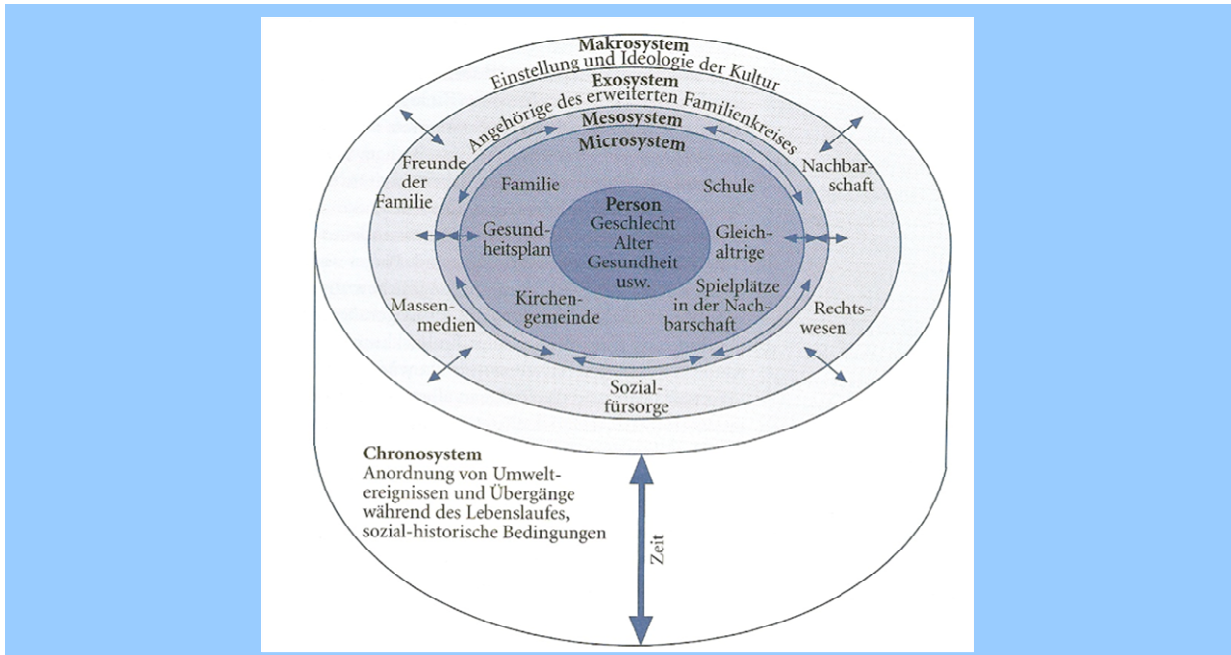 Makrosystem
Einstellung und Ideologie der Kultur
Exosystem
Angehörige des erweiterten Familienkreises
Mesosystem
Microsystem
Freunde
der
Familie
Nachbar-
schaft
Familie
Schule
Person
Geschlecht
Alter
Gesundheit
usw.
Gesund-
heitsplan
Gleich-
altrige
Kirchen-
gemeinde
Spielplätze
in der Nach-
barschaft
Massen-
medien
Rechts-
wesen
Sozial-
fürsorge
Chronosystem
Anordnung von Umwelt-
ereignissen und Übergänge
während des Lebenslaufes,
sozial-historische Bedingungen
Zeit